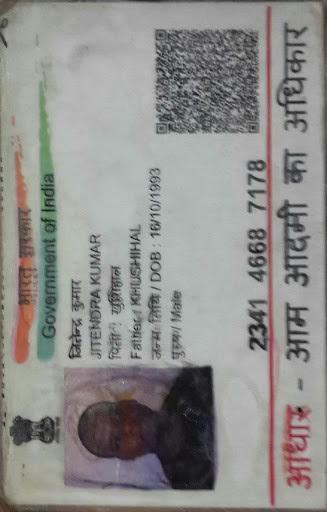 भारत सरकार
Government of India
जितेन्द्र कुमार
JITENDRA KUMAR
पिता : खुशिहाल
Father : KHUSHIHAL
जन्म तिथि / DOB : 16/10/1993
पुरुष / Male
2341 4668 7178
आधार - आम आदमी का अधिकार